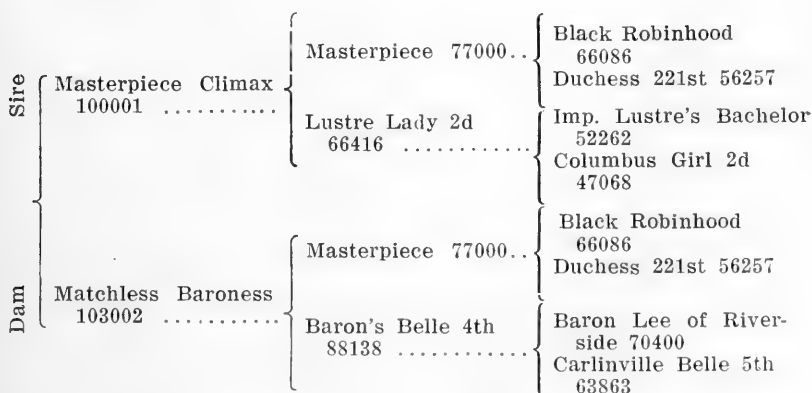 Sire
Masterpiece Climax
100001 ...........
Masterpiece 77000..
Black Robinhood
66086
Duchess 221st 56257
Lustre Lady 2d
66416 ............
Imp. Lustre's Bachelor
52262
Columbus Girl 2d
47068
Dam
Matchless Baroness
103002 ...........
Masterpiece 77000..
Black Robinhood
66086
Duchess 221st 56257
Baron's Belle 4th
88138 ............
Baron Lee of River-
side 70400
Carlinville Belle 5th
63863